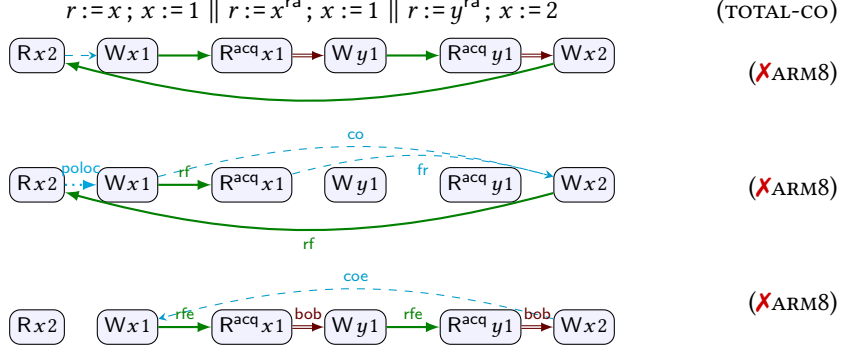 r := x ; x := 1 || r := x^ra ; x := 1 || r := y^ra ; x := 2 (TOTAL-CO)
Rx2 Wx1 R^acq x1 Wy1 R^acq y1 Wx2
(✗ARM8)
co
poloc rf fr
Rx2 Wx1 R^acq x1 Wy1 R^acq y1 Wx2 (✗ARM8)
rf
coe
(✗ARM8)
rfe bob rfe bob
Rx2 Wx1 R^acq x1 Wy1 R^acq y1 Wx2